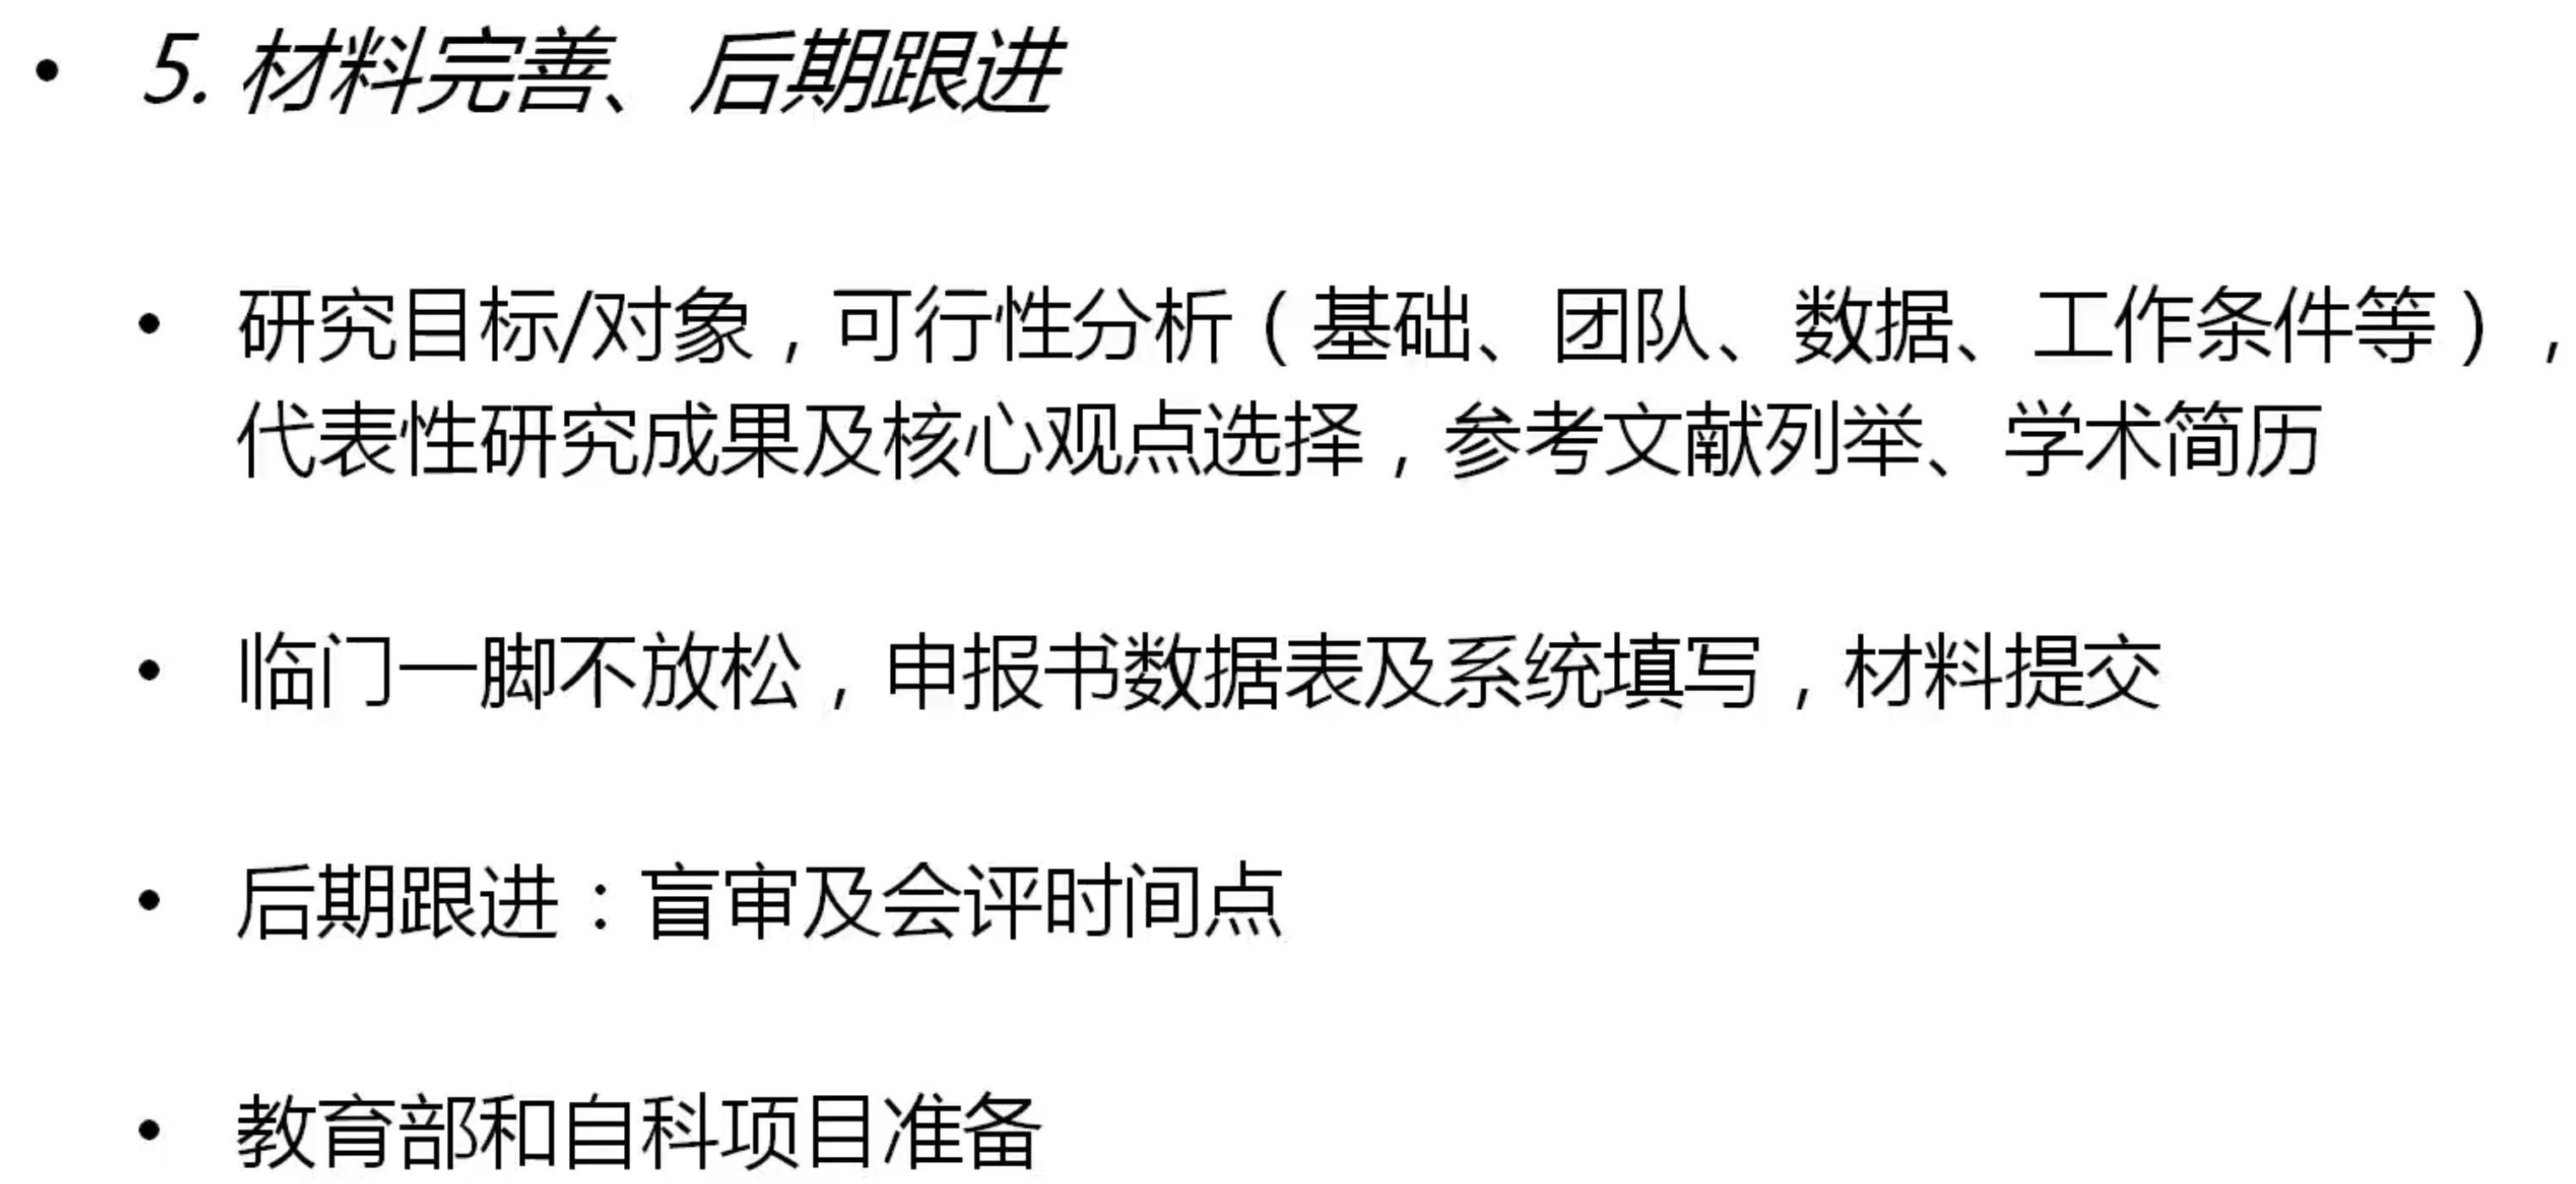 • 5. 材料完善、后期跟进
• 研究目标/对象，可行性分析（基础、团队、数据、工作条件等），
代表性研究成果及核心观点选择，参考文献列举、学术简历
• 临门一脚不放松，申报书数据表及系统填写，材料提交
• 后期跟进：盲审及会评时间点
• 教育部和自科项目准备